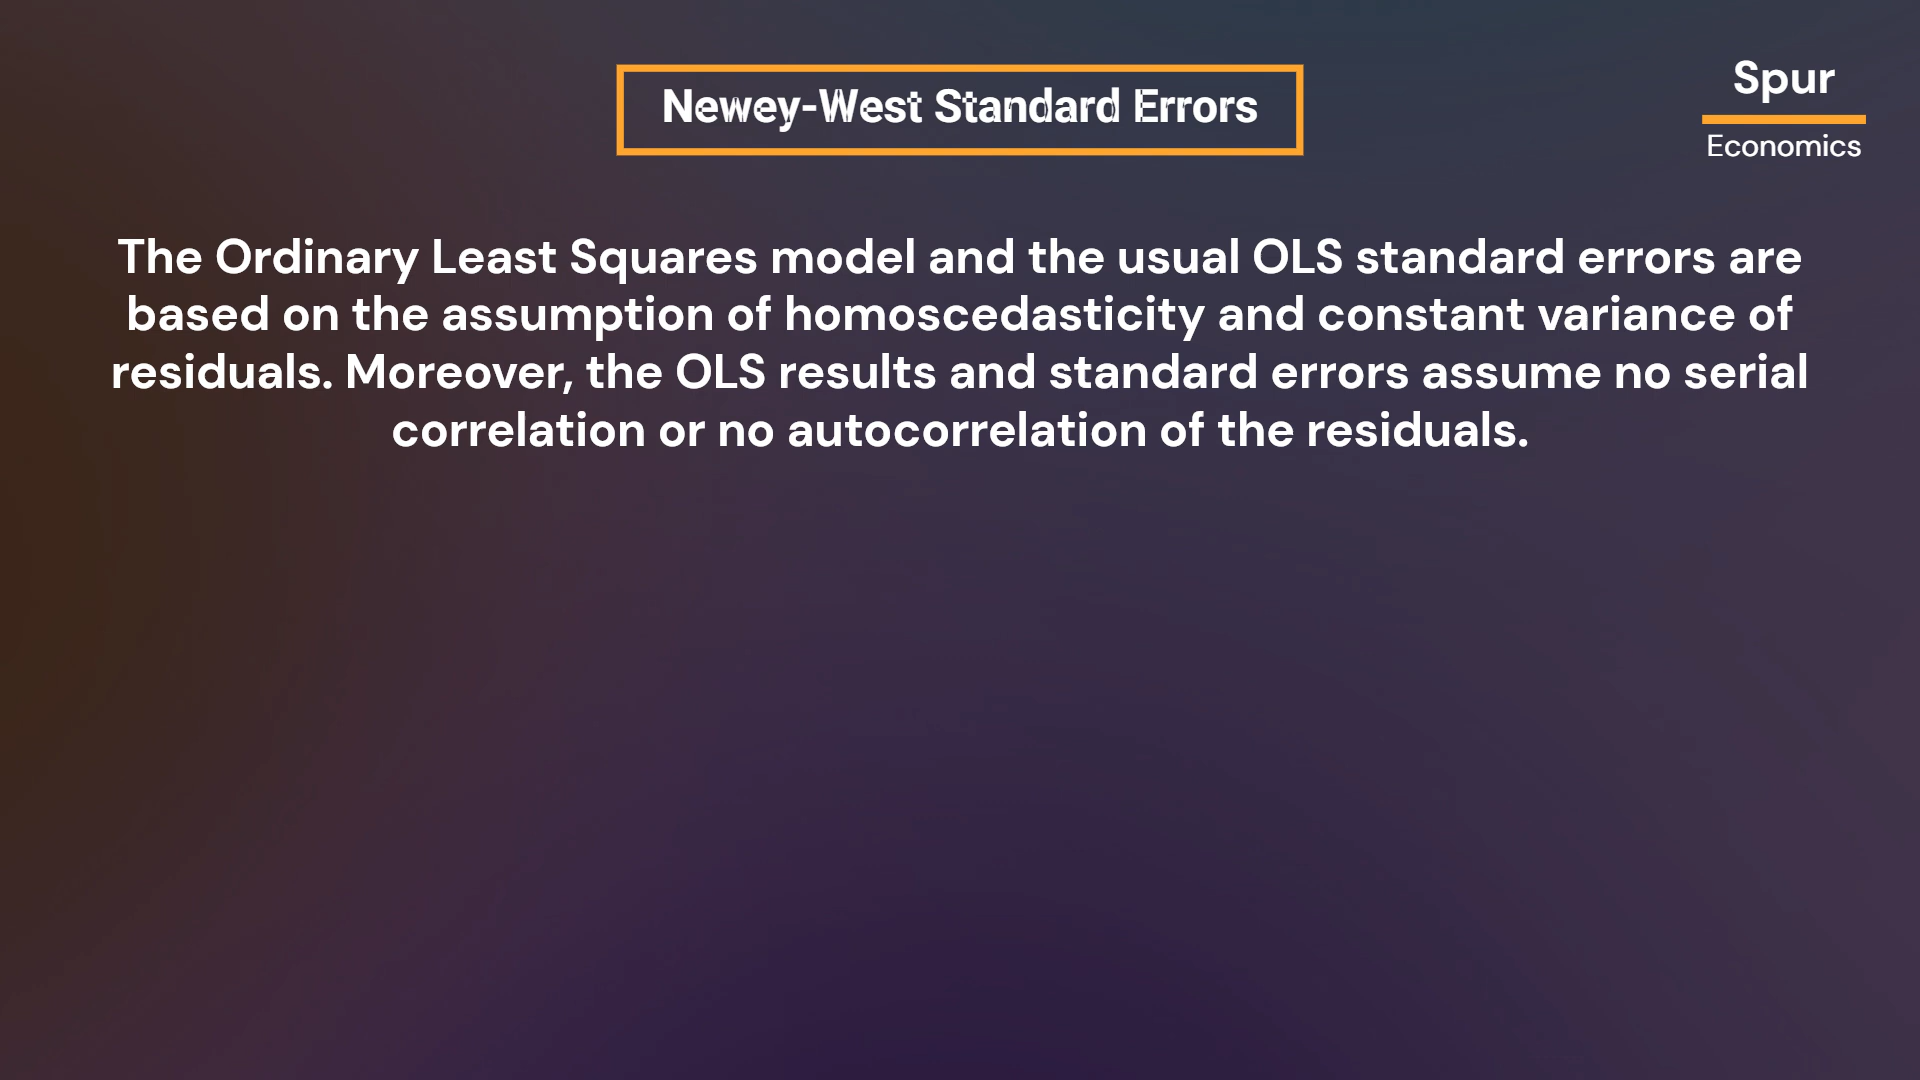 Newey-West Standard Errors
Spur
Economics
The Ordinary Least Squares model and the usual OLS standard errors are
based on the assumption of homoscedasticity and constant variance of
residuals. Moreover, the OLS results and standard errors assume no serial
correlation or no autocorrelation of the residuals.